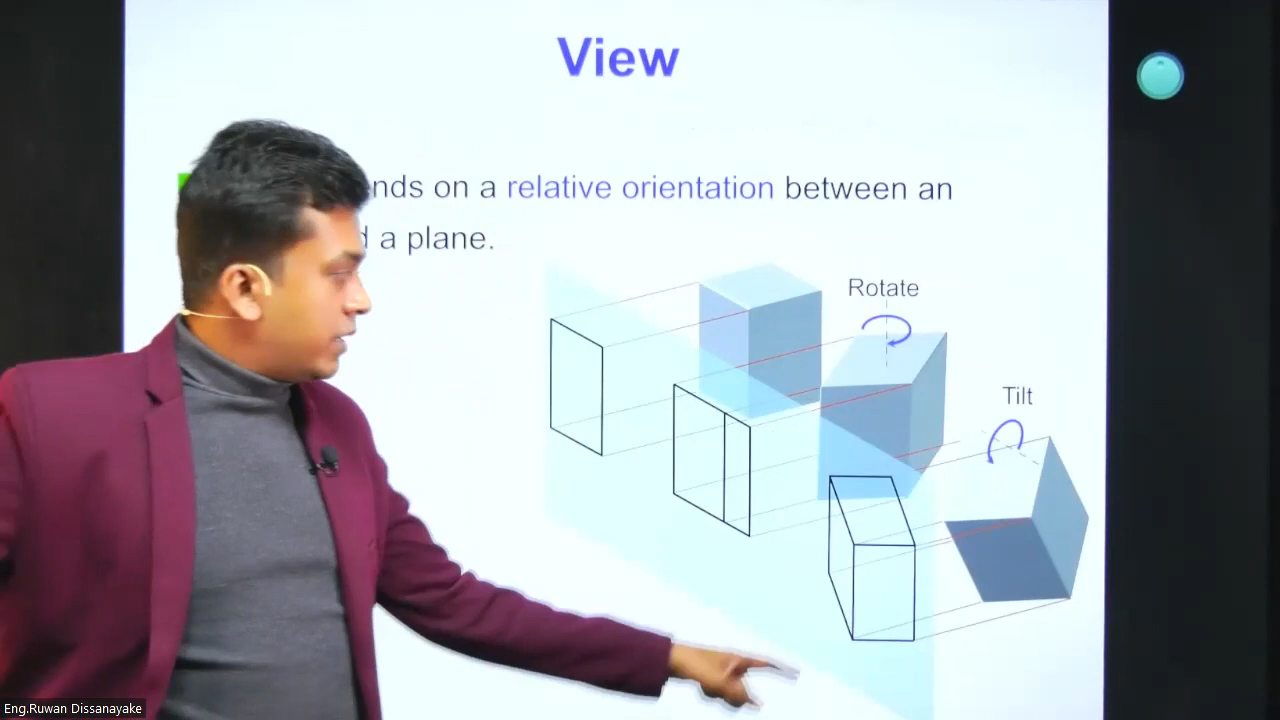 View
nds on a relative orientation between an
d a plane.
Rotate
Tilt
Eng.Ruwan Dissanayake